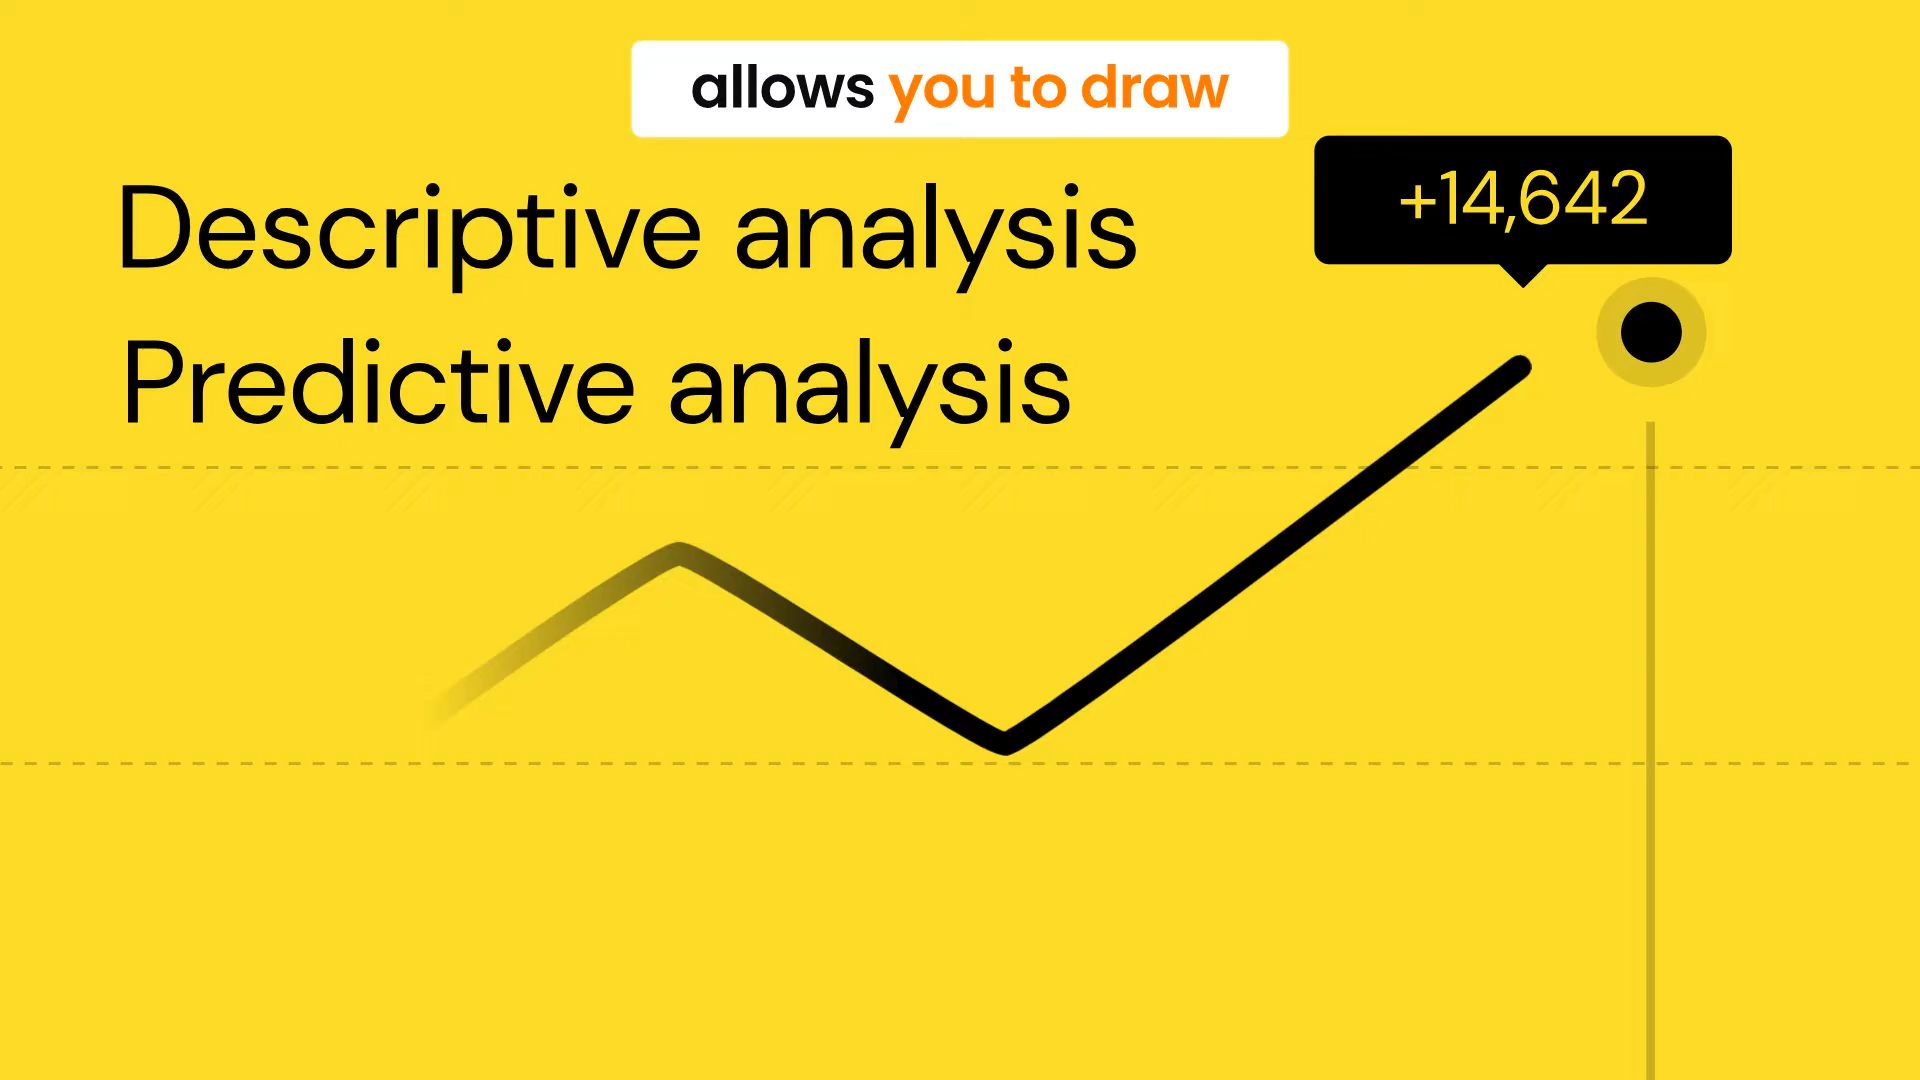 allows you to draw
+14,642
Descriptive analysis
Predictive analysis